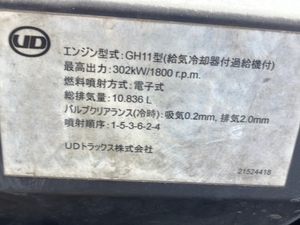 UD
エンジン型式：GH11型(給気冷却器付過給機付)
最高出力：302kW/1800 r.p.m.
燃料噴射方式：電子式
総排気量：10.836 L
バルブクリアランス(冷時)：吸気0.2mm, 排気2.0mm
噴射順序：1-5-3-6-2-4
UDトラックス株式会社
21524418